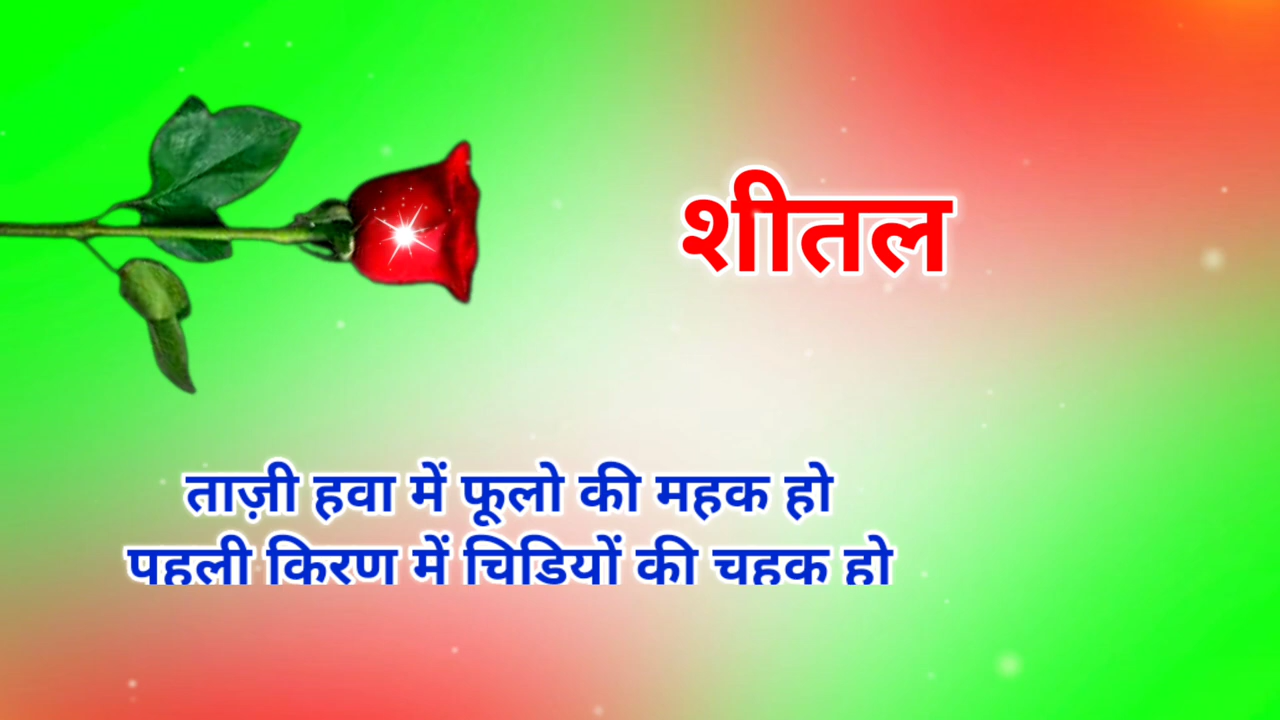 शीतल
ताज़ी हवा में फूलो की महक हो
पहली किरण में चिडियों की चहक हो